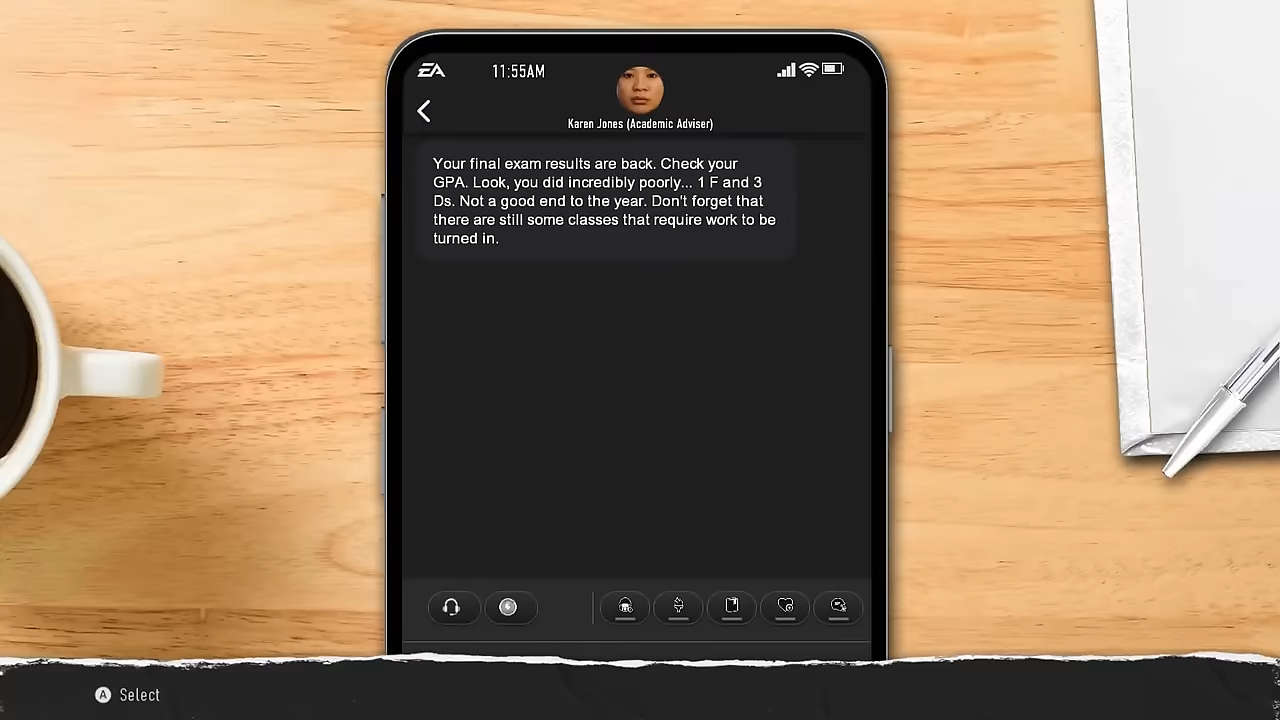 EA
11:55AM
Karen Jones (Academic Adviser)
Your final exam results are back. Check your
GPA. Look, you did incredibly poorly... 1 F and 3
Ds. Not a good end to the year. Don't forget that
there are still some classes that require work to be
turned in.
A Select